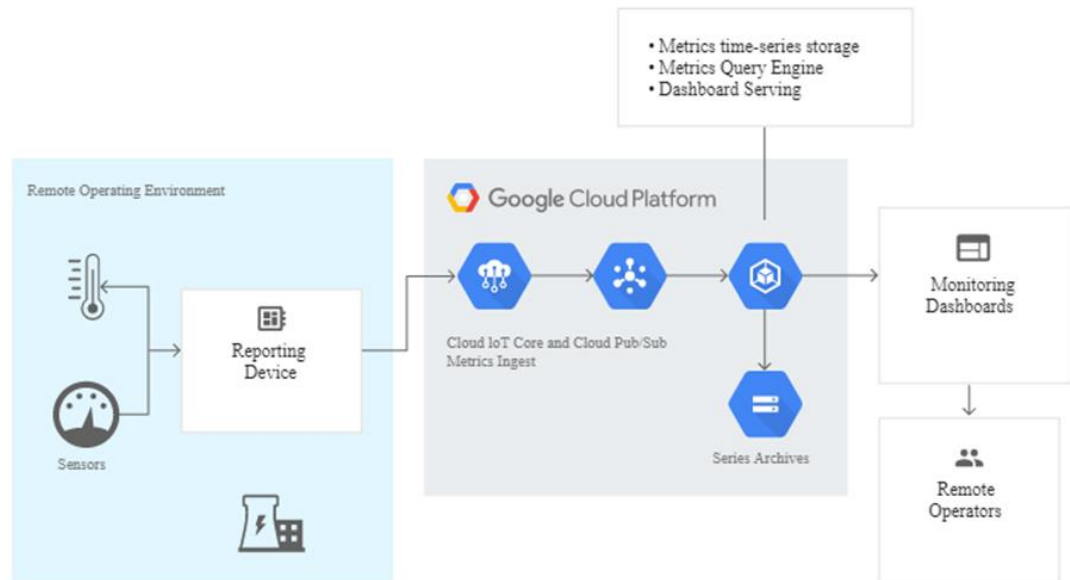 • Metrics time-series storage
• Metrics Query Engine
• Dashboard Serving
Remote Operating Environment
Google Cloud Platform
Reporting
Device
Sensors
Cloud IoT Core and Cloud Pub/Sub
Metrics Ingest
Series Archives
Monitoring
Dashboards
Remote
Operators